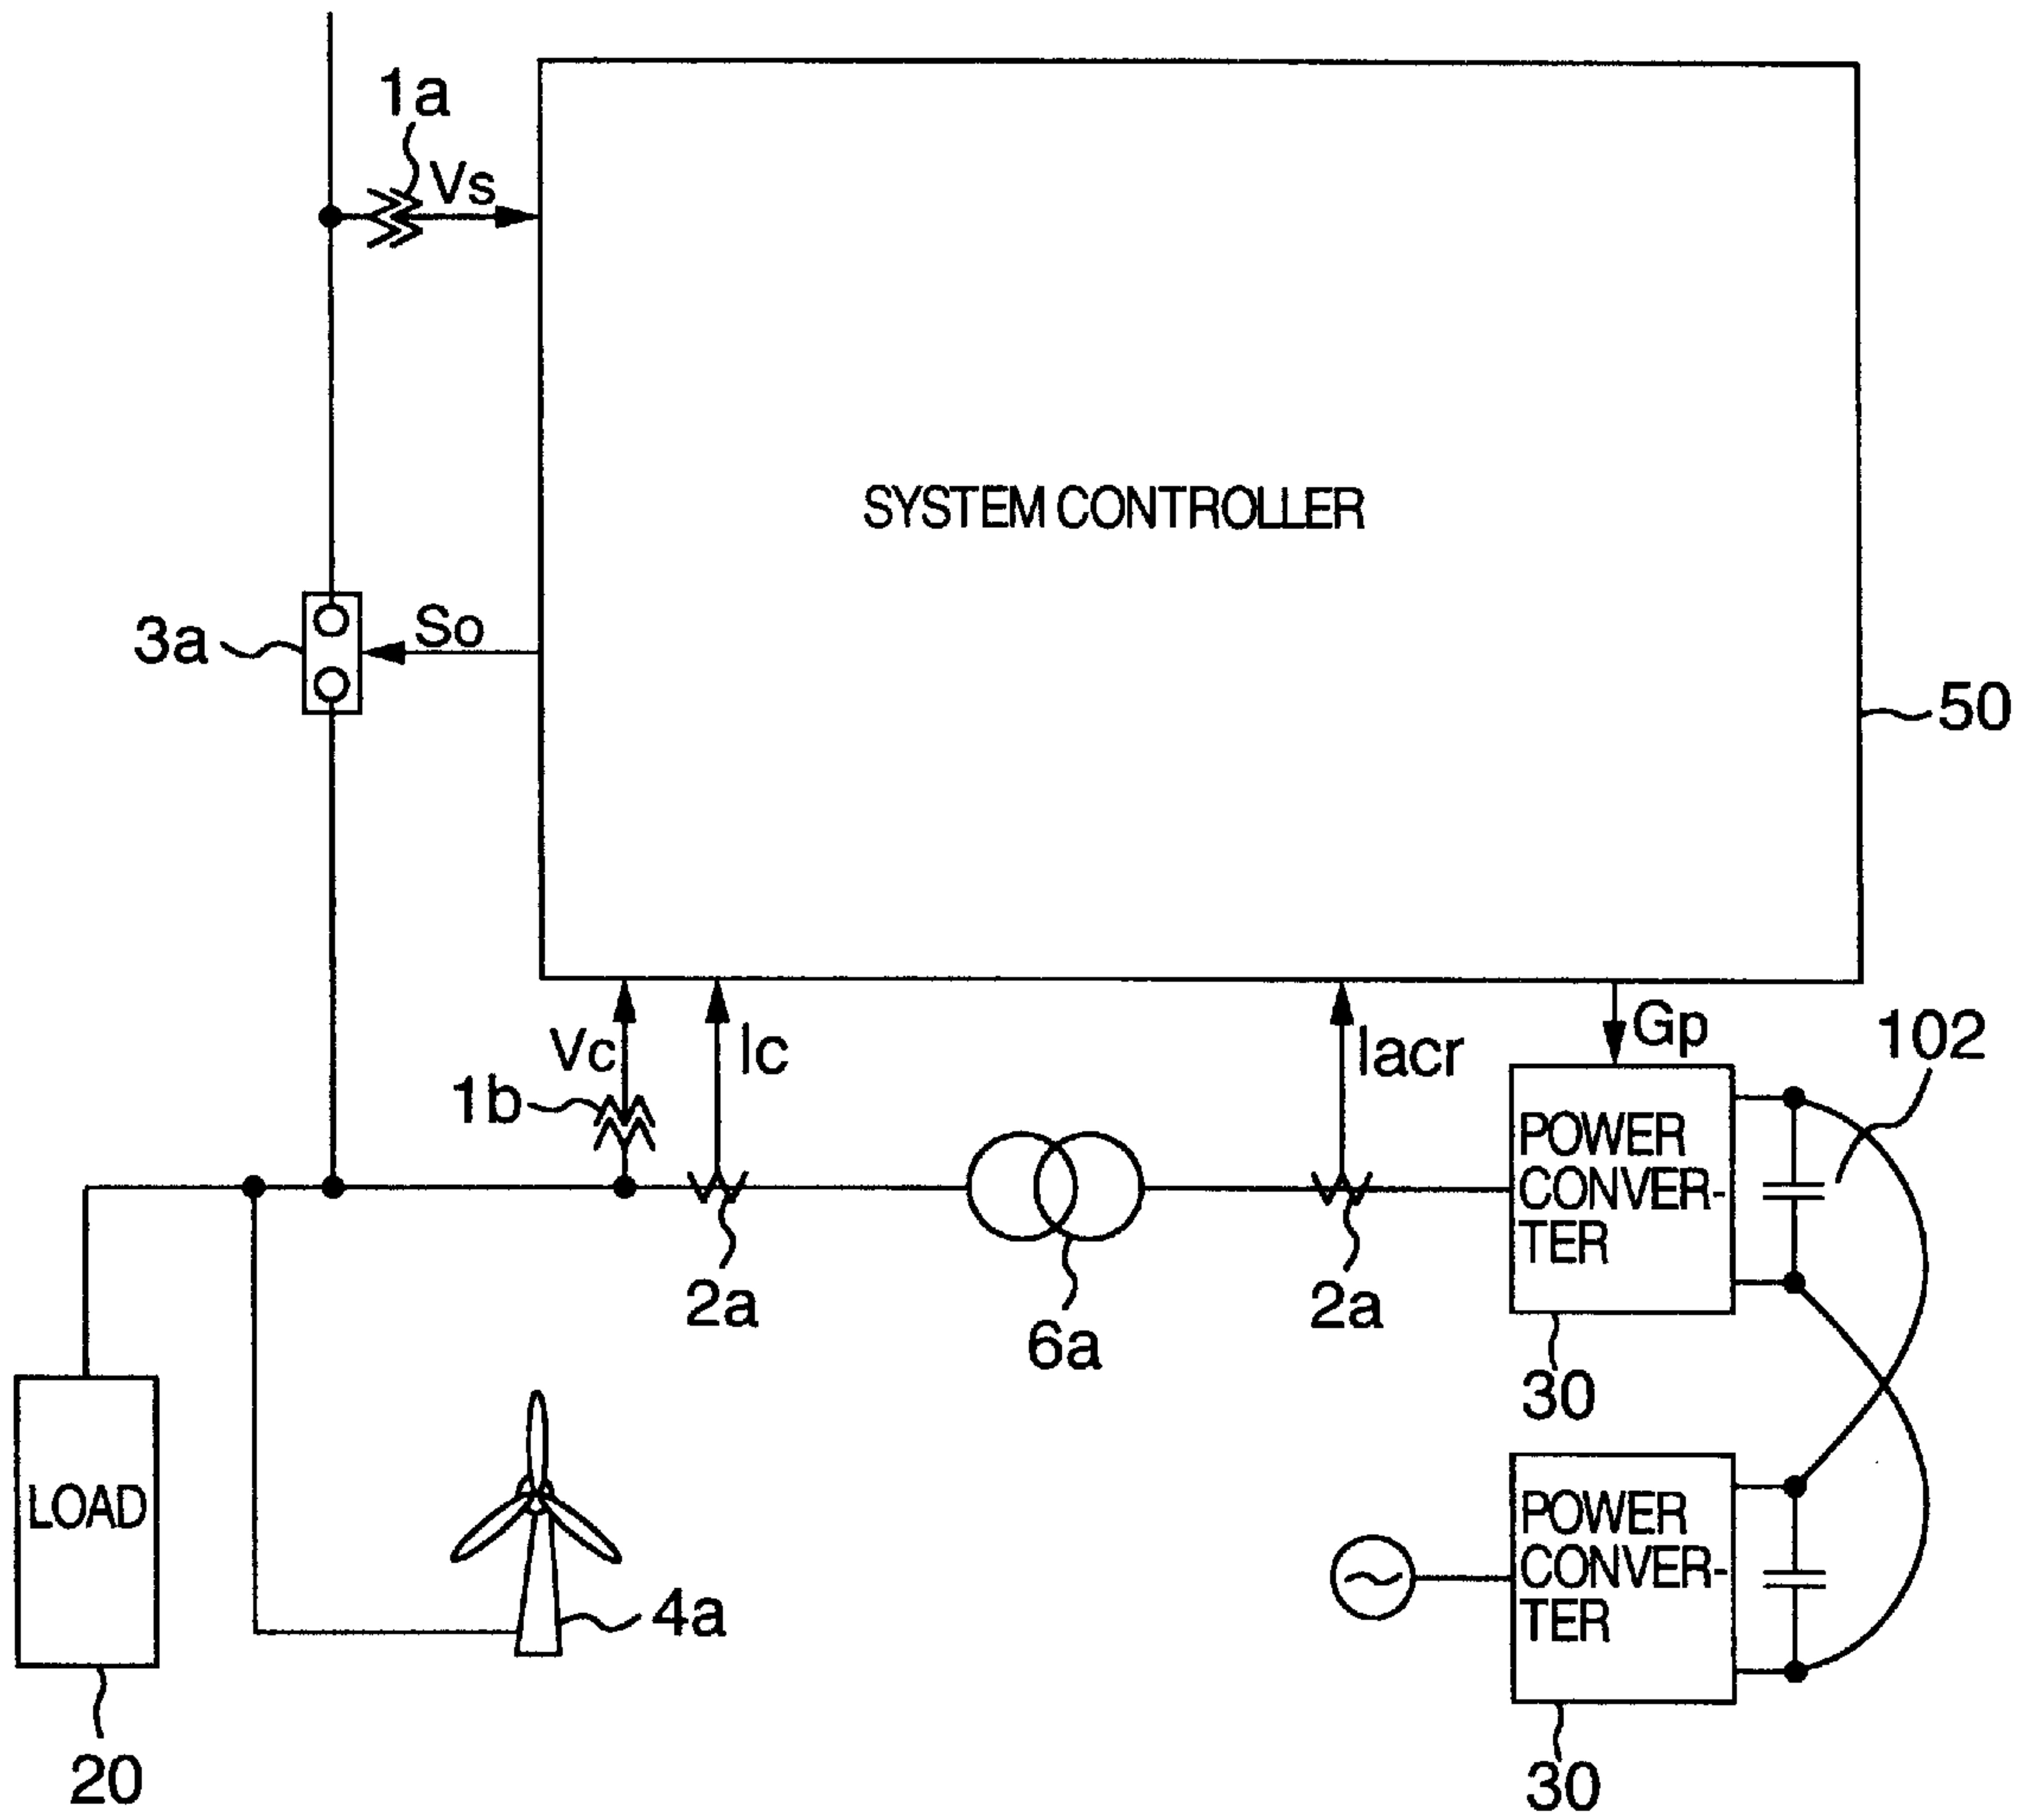 1a
Vs
SYSTEM CONTROLLER
3a
So
50
Vc
Ic
Iacr
Gp
102
1b
POWER
CONVER-
TER
2a
6a
2a
30
LOAD
4a
POWER
CONVER-
TER
20
30